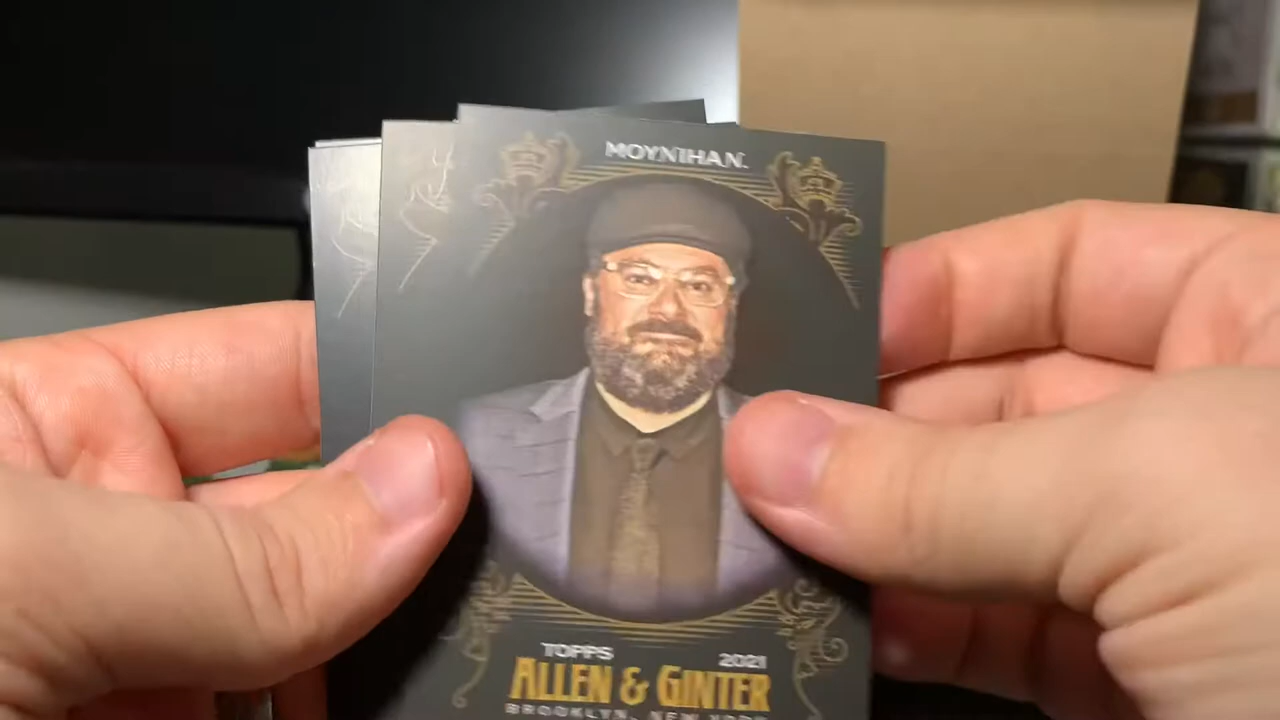 MOYNIHAN.
TOPPS 2021
ALLEN & GINTER
BROOKLYN, NEW YORK